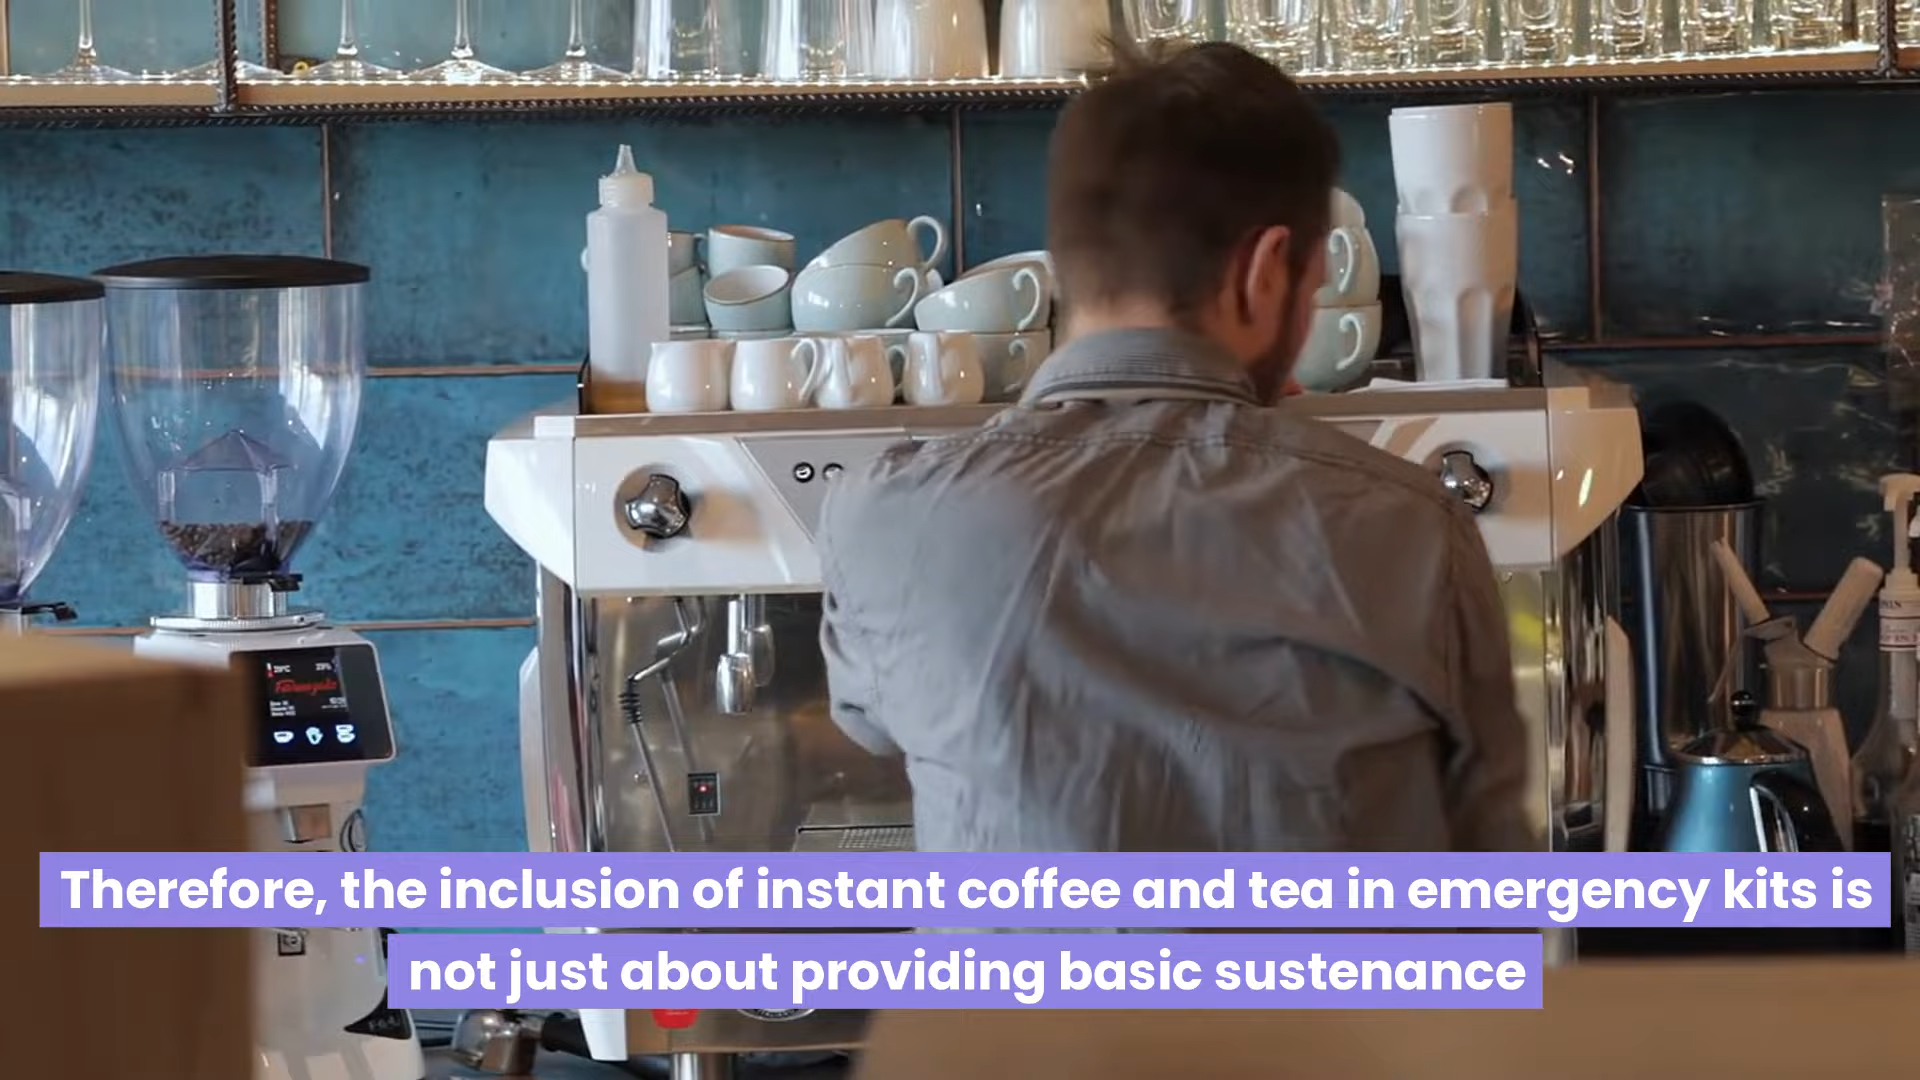 Therefore, the inclusion of instant coffee and tea in emergency kits is
not just about providing basic sustenance